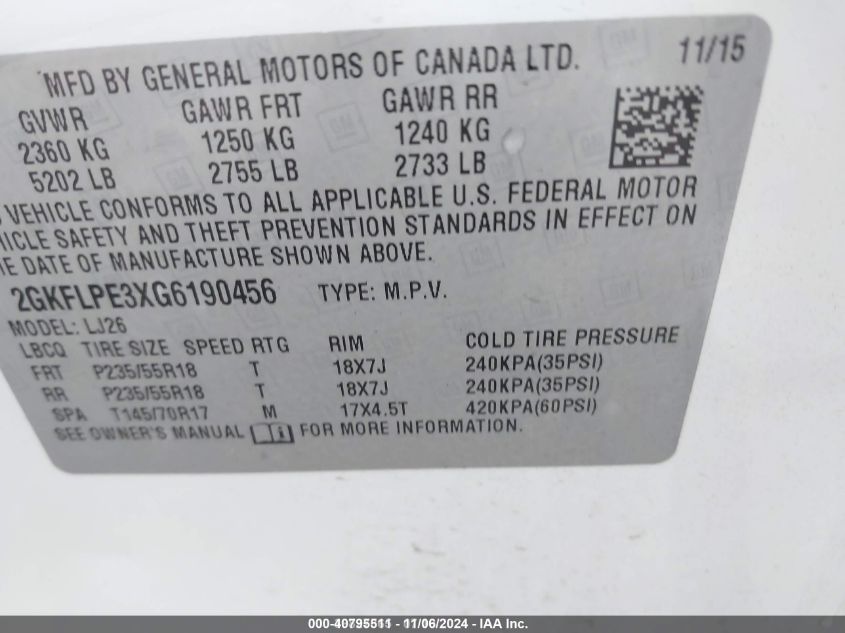 MFD BY GENERAL MOTORS OF CANADA LTD. 11/15
GVWR GAWR FRT GAWR RR
2360 KG 1250 KG 1240 KG
5202 LB 2755 LB 2733 LB
VEHICLE CONFORMS TO ALL APPLICABLE U.S. FEDERAL MOTOR
HICLE SAFETY AND THEFT PREVENTION STANDARDS IN EFFECT ON
E DATE OF MANUFACTURE SHOWN ABOVE.
2GKFLPE3XG6190456 TYPE: M.P.V.
MODEL: LJ26
LBCQ TIRE SIZE SPEED RTG RIM COLD TIRE PRESSURE
FRT P235/55R18 T 18X7J 240KPA(35PSI)
RR P235/55R18 T 18X7J 240KPA(35PSI)
SPA T145/70R17 M 17X4.5T 420KPA(60PSI)
SEE OWNER'S MANUAL FOR MORE INFORMATION.
000-40795511 - 11/06/2024 - IAA Inc.